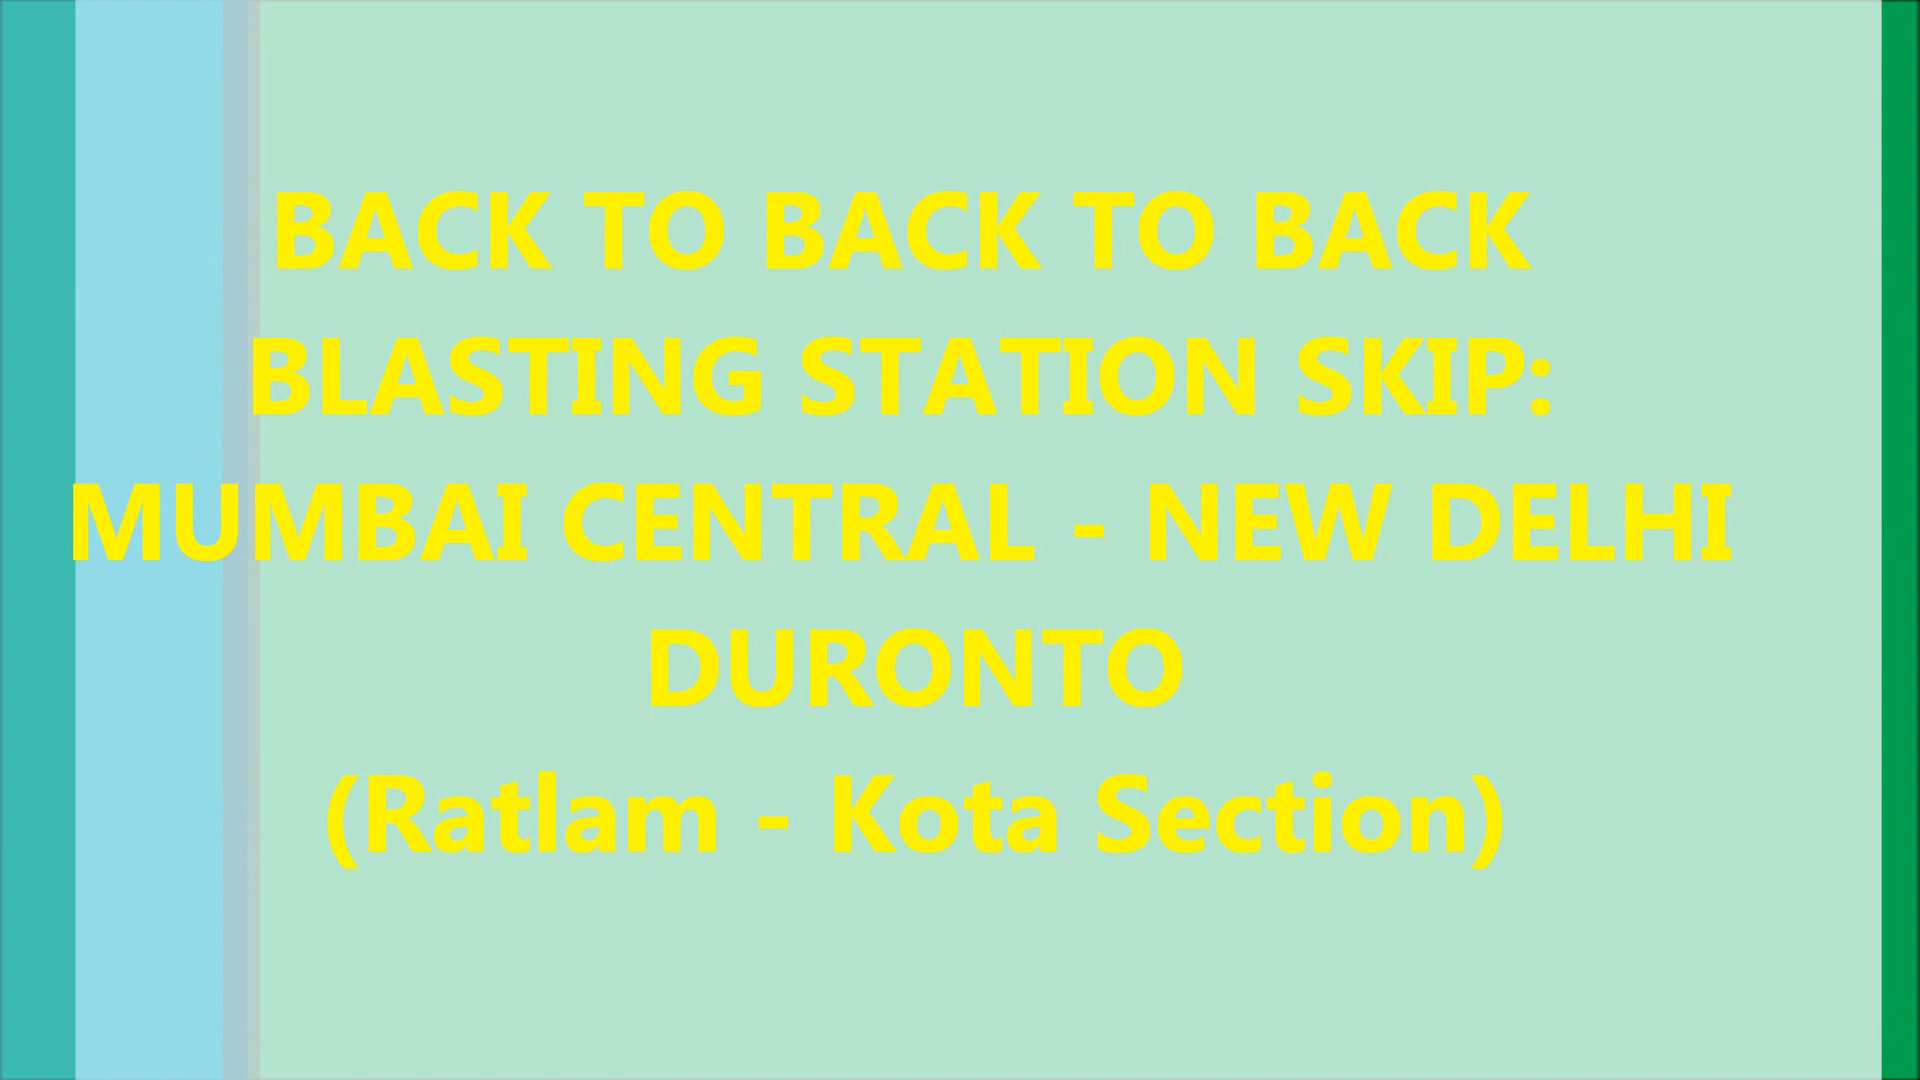 BACK TO BACK TO BACK
BLASTING STATION SKIP:
MUMBAI CENTRAL - NEW DELHI
DURONTO
(Ratlam - Kota Section)